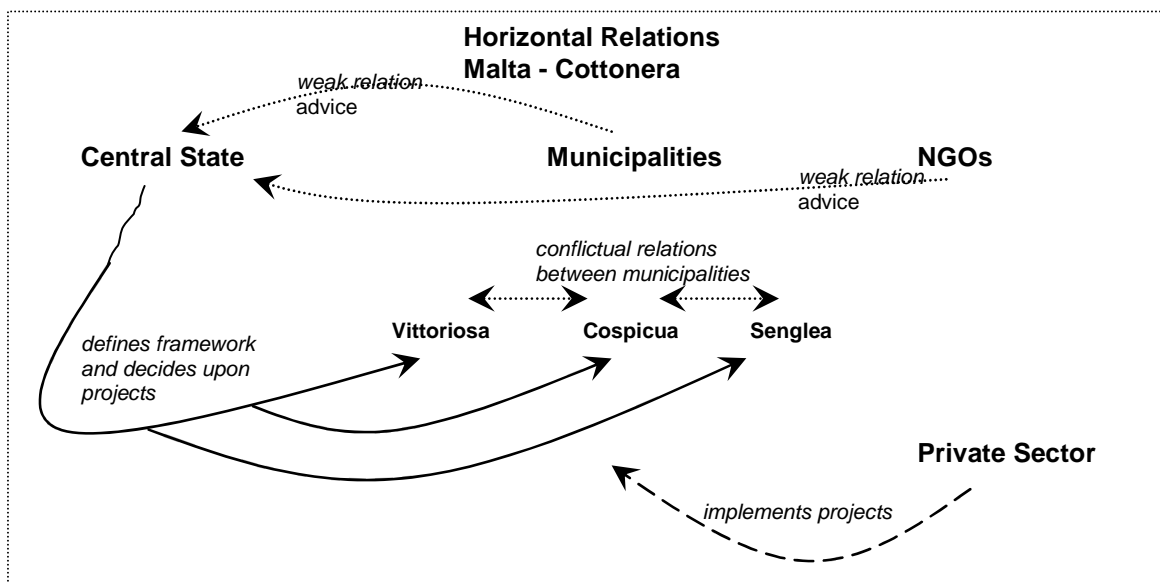 Horizontal Relations
Malta - Cottonera
weak relation
advice
Central State
Municipalities
NGOs
weak relation
advice
conflictual relations
between municipalities
Vittoriosa
Cospicua
Senglea
defines framework
and decides upon
projects
Private Sector
implements projects